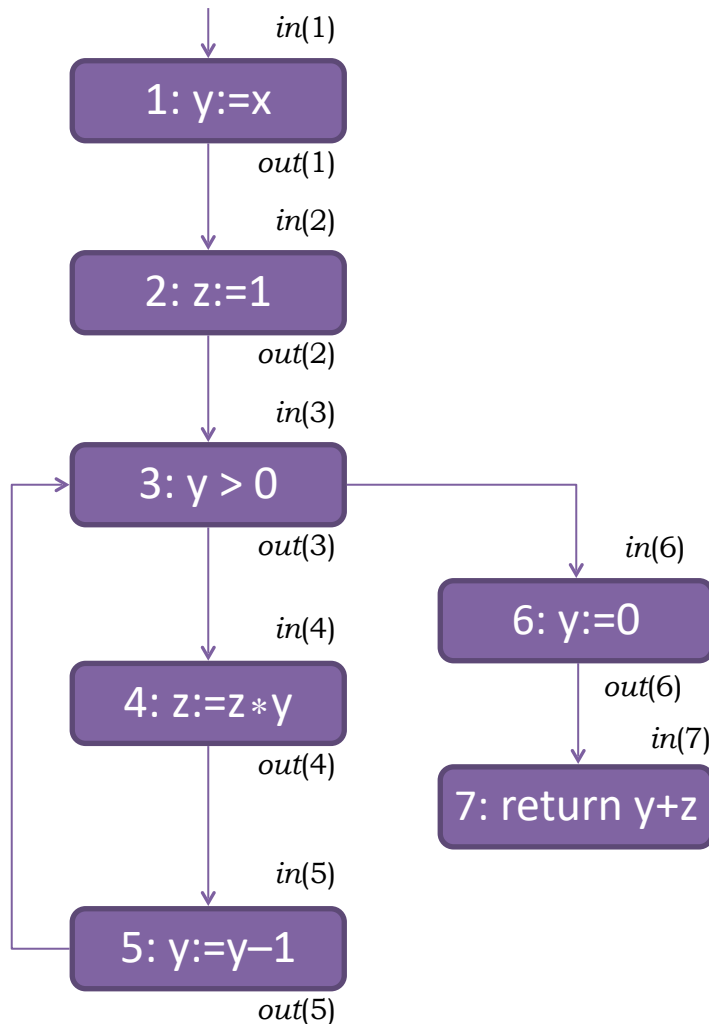 in(1)
1: y:=x
out(1)
in(2)
2: z:=1
out(2)
in(3)
3: y > 0
out(3)
in(4)
4: z:=z*y
out(4)
in(5)
5: y:=y–1
out(5)
in(6)
6: y:=0
out(6)
in(7)
7: return y+z